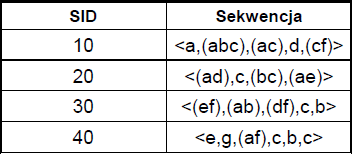 SID Sekwencja
10 <a,(abc),(ac),d,(cf)>
20 <(ad),c,(bc),(ae)>
30 <(ef),(ab),(df),c,b>
40 <e,g,(af),c,b,c>